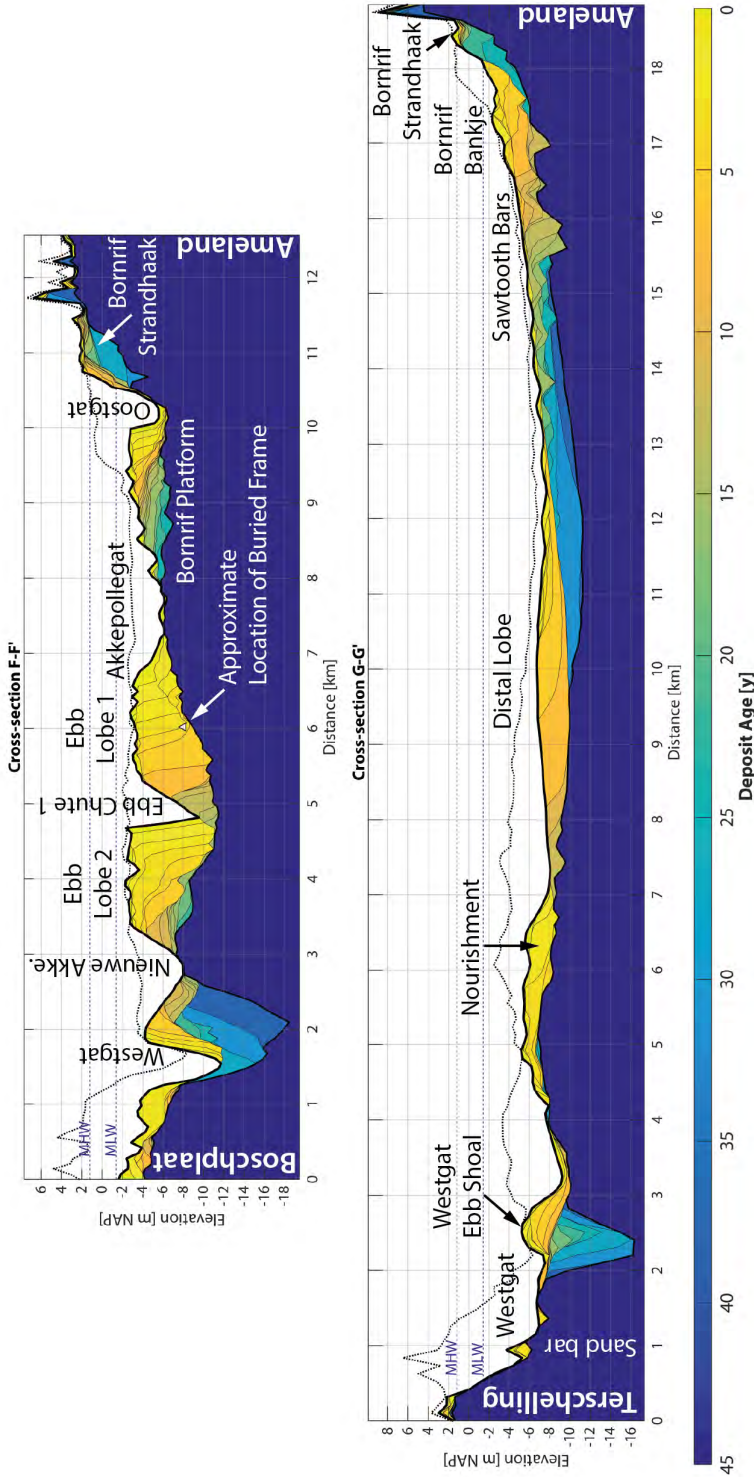 Cross-section F-F'
Elevation [m NAP]
6
4
2
0
-2
-4
-6
-8
-10
-12
-14
-16
-18
MHW
MLW
Boschplaat
Westgat
Nieuwe Akke.
Ebb
Lobe 2
Ebb Chute 1
Ebb
Lobe 1
Akkepollegat
Oostgat
Bornrif
Strandhaak
Bornrif Platform
Approximate
Location of Buried Frame
Ameland
0
1
2
3
4
5
6
7
8
9
10
11
12
Distance [km]
Cross-section G-G'
Elevation [m NAP]
8
6
4
2
0
-2
-4
-6
-8
-10
-12
-14
-16
MHW
MLW
Terschelling
Sand bar
Westgat
Westgat
Ebb Shoal
Nourishment
Distal Lobe
Sawtooth Bars
Bornrif
Bankje
Bornrif
Strandhaak
Ameland
0
1
2
3
4
5
6
7
8
9
10
11
12
13
14
15
16
17
18
Distance [km]
45
40
35
30
25
20
15
10
5
0
Deposit Age [y]